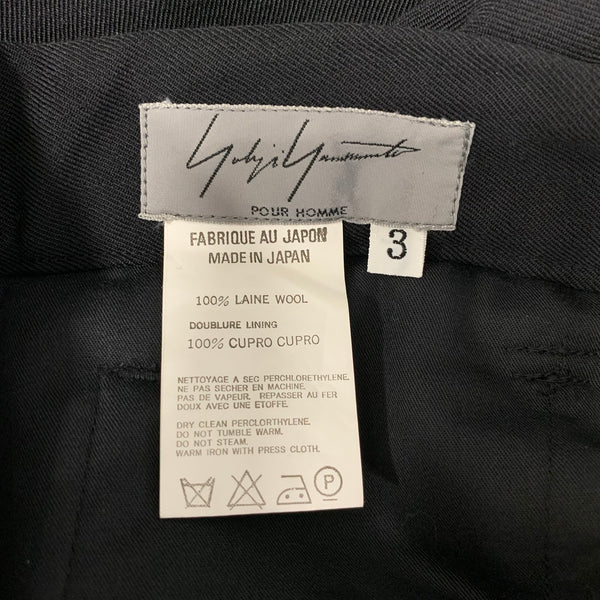 Yohji Yamamoto
POUR HOMME
3
FABRIQUE AU JAPON
MADE IN JAPAN
100% LAINE WOOL
DOUBLURE LINING
100% CUPRO CUPRO
NETTOYAGE A SEC PERCHLORETHYLENE.
NE PAS SECHER EN MACHINE.
PAS DE VAPEUR. REPASSER AU FER
DOUX AVEC UNE ETOFFE.
DRY CLEAN PERCLORTHYLENE.
DO NOT TUMBLE WARM.
DO NOT STEAM.
WARM IRON WITH PRESS CLOTH.
P